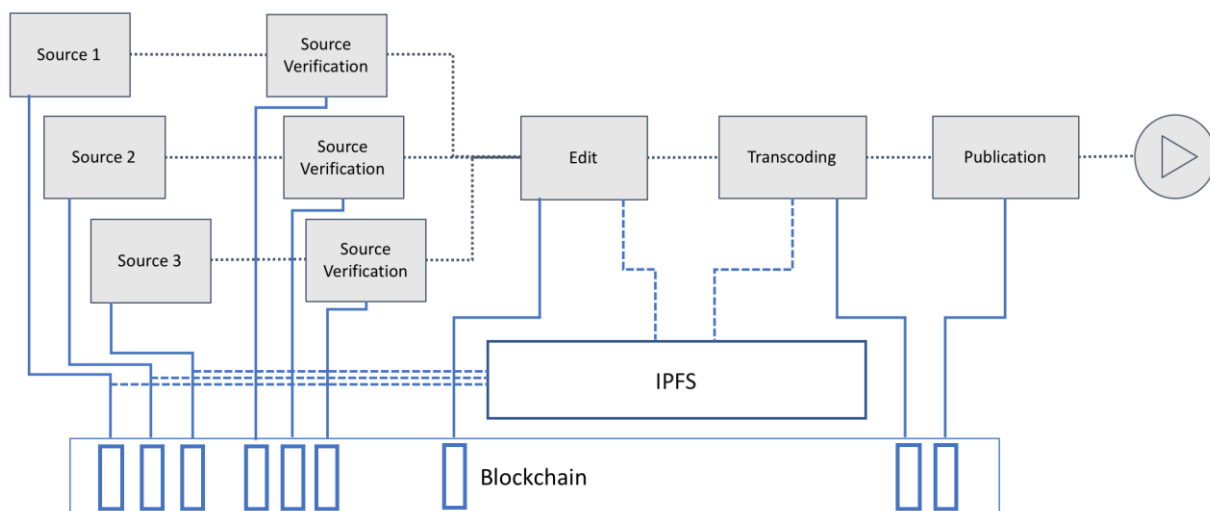 Source 1
Source
Verification
Source 2
Source
Verification
Edit
Transcoding
Publication
Source 3
Source
Verification
IPFS
Blockchain